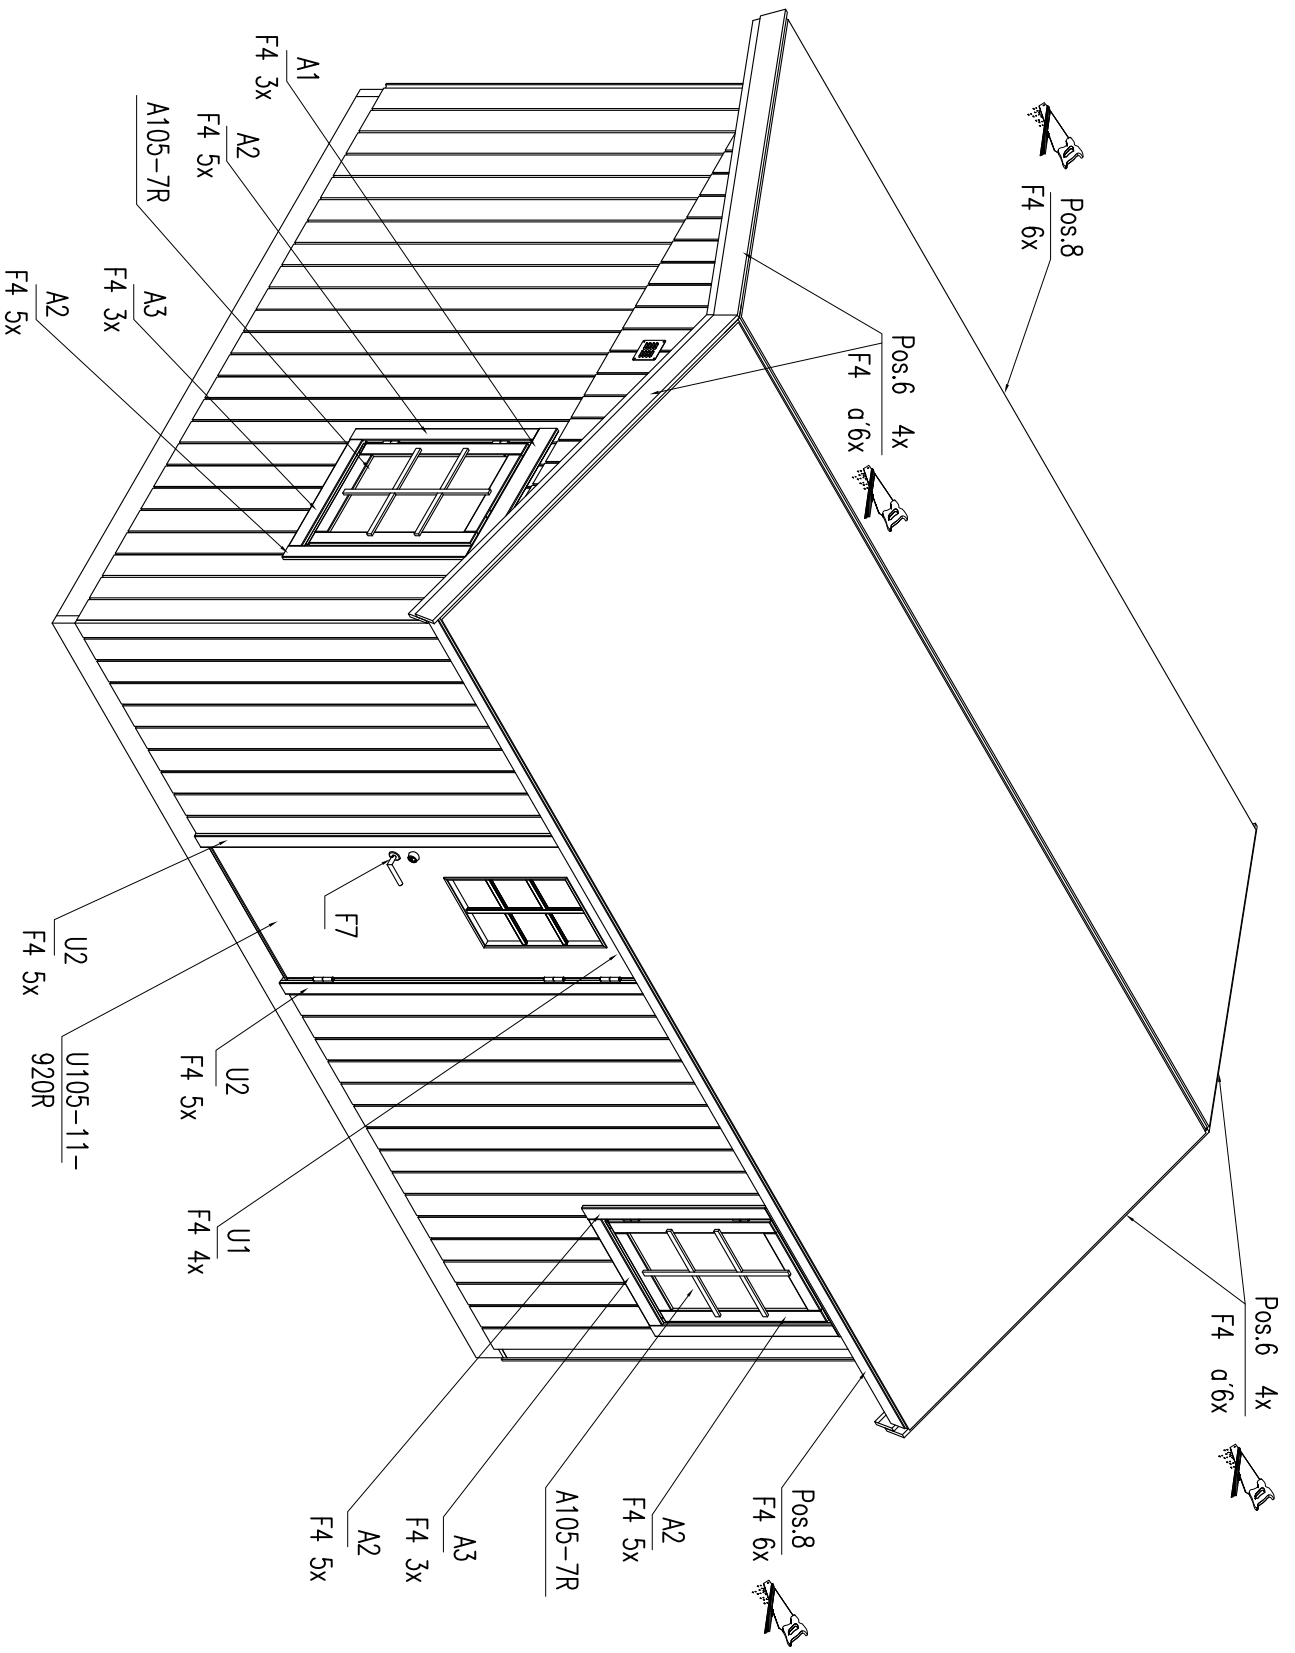 Pos.8
F4 6x
Pos.6 4x
F4 a'6x
Pos.6 4x
F4 a'6x
A1
F4 3x
A2
F4 5x
A105-7R
A3
F4 3x
A2
F4 5x
F7
U2
F4 5x
U105-11-
920R
U2
F4 5x
U1
F4 4x
Pos.8
F4 6x
A2
F4 5x
A105-7R
A3
F4 3x
A2
F4 5x